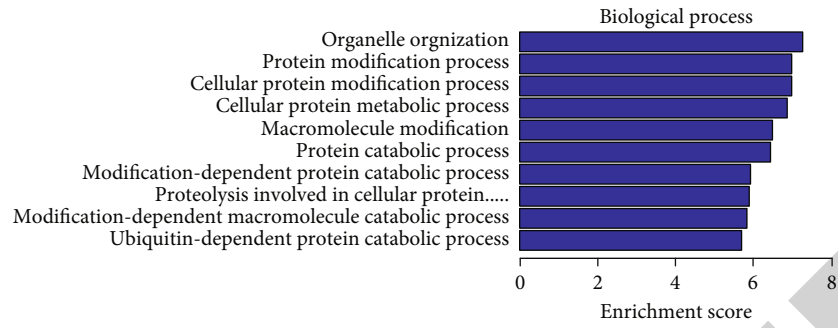 Biological process
Organelle orgnization
Protein modification process
Cellular protein modification process
Cellular protein metabolic process
Macromolecule modification
Protein catabolic process
Modification-dependent protein catabolic process
Proteolysis involved in cellular protein.....
Modification-dependent macromolecule catabolic process
Ubiquitin-dependent protein catabolic process
0 2 4 6 8
Enrichment score